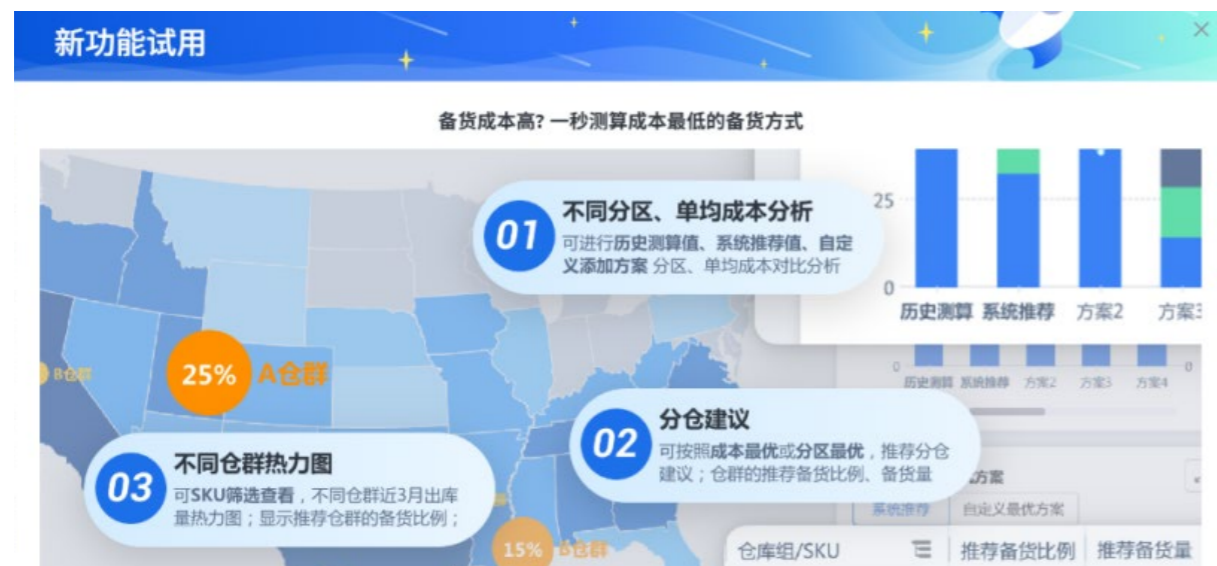 新功能试用
备货成本高? 一秒测算成本最低的备货方式
01
不同分区、单均成本分析
可进行历史测算值、系统推荐值、自定
义添加方案 分区、单均成本对比分析
25
0
历史测算 系统推荐 方案2 方案3
0
0
历史测算 系统推荐 方案2 方案3 方案4
B仓群
25% A仓群
02
分仓建议
可按照成本最优或分区最优，推荐分仓
建议；仓群的推荐备货比例、备货量
03
不同仓群热力图
可SKU筛选查看，不同仓群近3月出库
量热力图；显示推荐仓群的备货比例；
方案
系统推荐 自定义最优方案
15% B仓群
仓库组/SKU 推荐备货比例 推荐备货量